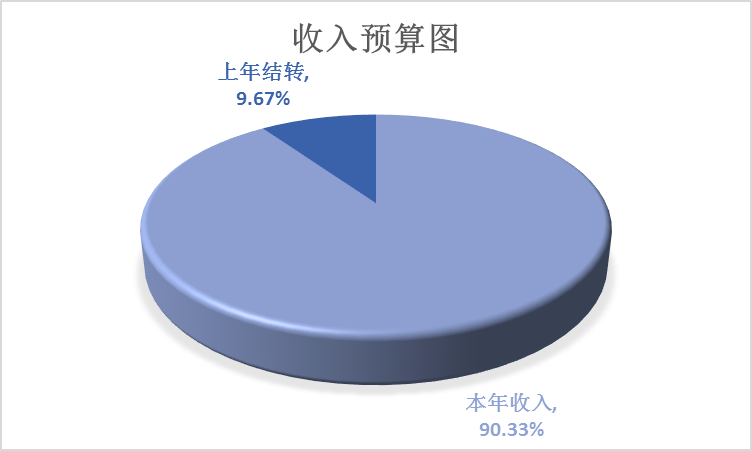 收入预算图
上年结转,
9.67%
本年收入,
90.33%